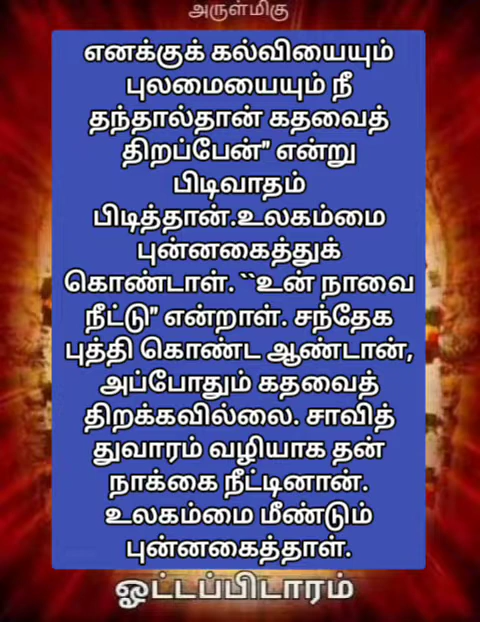 அருள்மிகு
எனக்குக் கல்வியையும்
புலமையையும் நீ
தந்தால்தான் கதவைத்
திறப்பேன்" என்று
பிடிவாதம்
பிடித்தான்.உலகம்மை
புன்னகைத்துக்
கொண்டாள். ``உன் நாவை
நீட்டு" என்றாள். சந்தேக
புத்தி கொண்ட ஆண்டான்,
அப்போதும் கதவைத்
திறக்கவில்லை. சாவித்
துவாரம் வழியாக தன்
நாக்கை நீட்டினான்.
உலகம்மை மீண்டும்
புன்னகைத்தாள்.
ஓட்டப்பிடாரம்